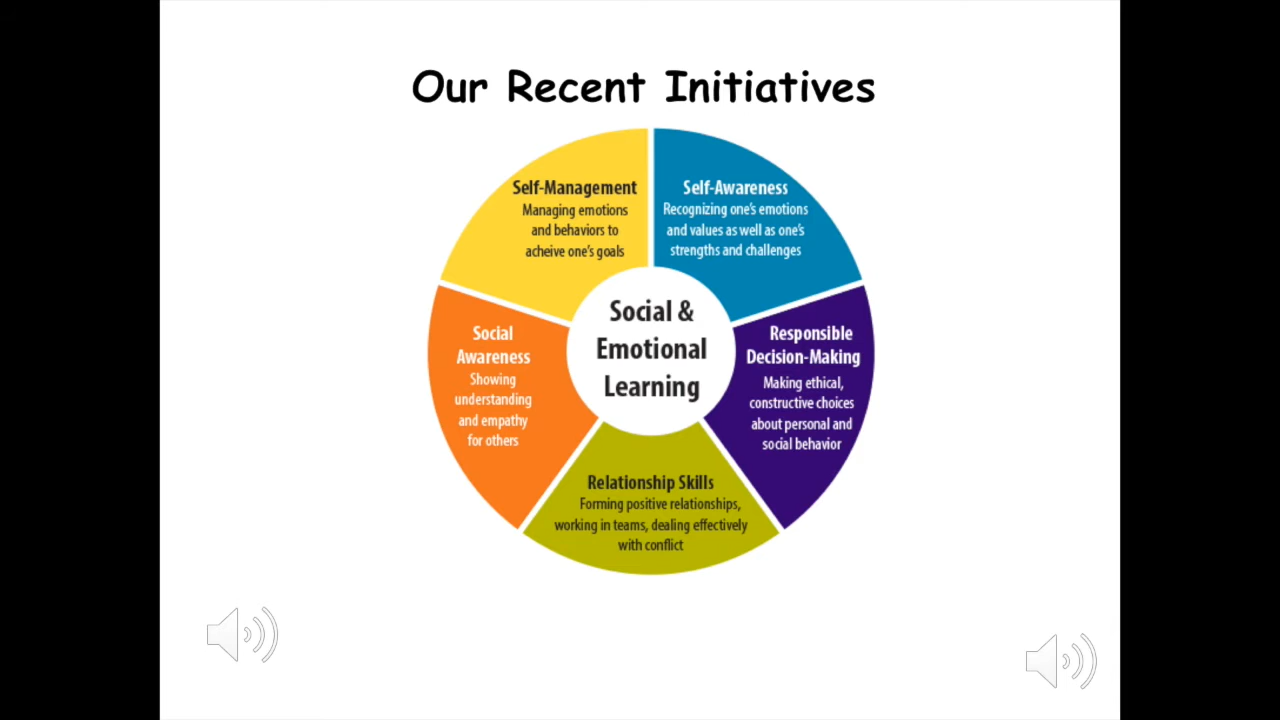 Our Recent Initiatives
Self-Management
Managing emotions
and behaviors to
acheive one's goals
Self-Awareness
Recognizing one's emotions
and values as well as one's
strengths and challenges
Social &
Emotional
Learning
Social
Awareness
Showing
understanding
and empathy
for others
Responsible
Decision-Making
Making ethical,
constructive choices
about personal and
social behavior
Relationship Skills
Forming positive relationships,
working in teams, dealing effectively
with conflict